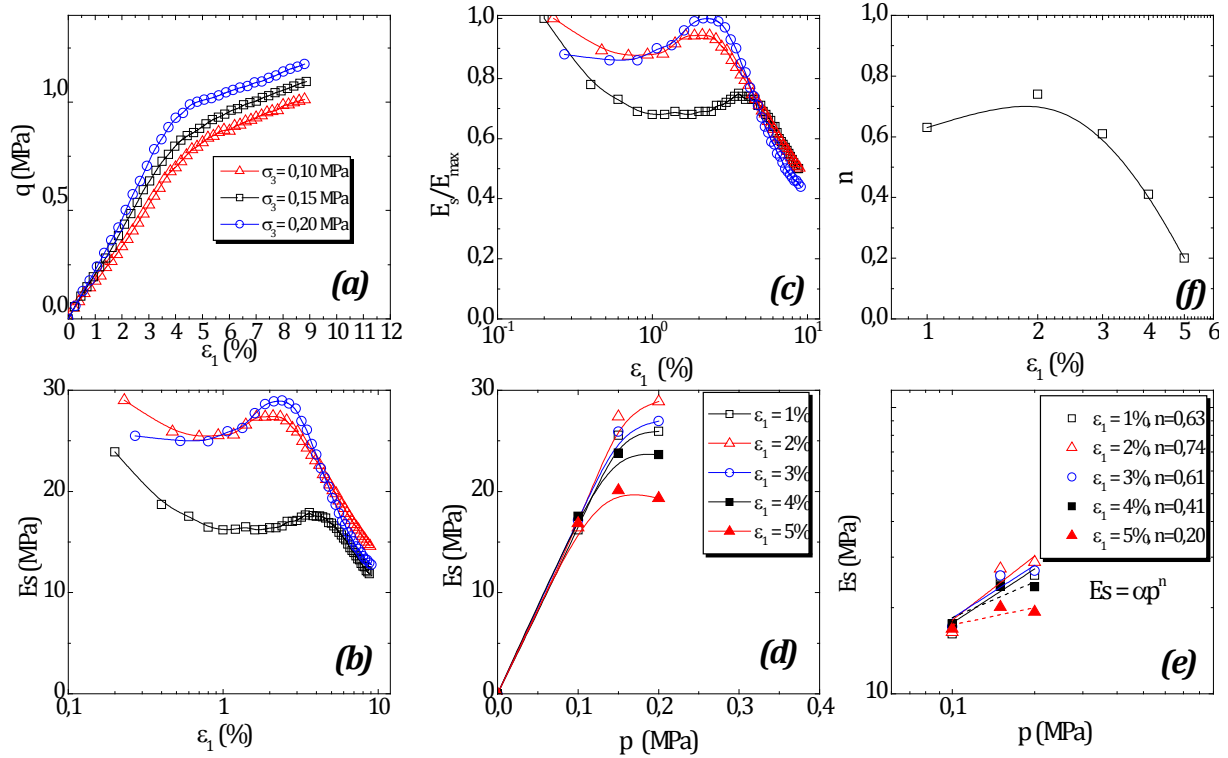 1,0
0,5
0,0
q (MPa)
0 1 2 3 4 5 6 7 8 9 10 11 12
ε₁ (%)
σ₃ = 0,10 MPa
σ₃ = 0,15 MPa
σ₃ = 0,20 MPa
(a)
1,0
0,8
0,6
0,4
0,2
0,0
Eₛ/Eₘₐₓ
10⁻¹ 10⁰ 10¹
ε₁ (%)
(c)
1,0
0,8
0,6
0,4
0,2
0,0
n
1 2 3 4 5 6
ε₁ (%)
(f)
30
20
10
0
Es (MPa)
0,1 1 10
ε₁ (%)
(b)
30
20
10
0
Es (MPa)
0,0 0,1 0,2 0,3 0,4
p (MPa)
ε₁ = 1%
ε₁ = 2%
ε₁ = 3%
ε₁ = 4%
ε₁ = 5%
(d)
10
Es (MPa)
0,1
p (MPa)
ε₁ = 1%, n=0,63
ε₁ = 2%, n=0,74
ε₁ = 3%, n=0,61
ε₁ = 4%, n=0,41
ε₁ = 5%, n=0,20
Es = αpⁿ
(e)